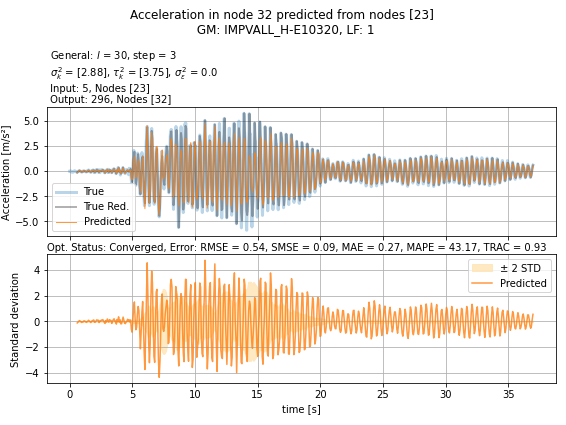 Acceleration in node 32 predicted from nodes [23]
GM: IMPVALL_H-E10320, LF: 1
General: l = 30, step = 3
σ²ₖ = [2.88], τ²ₖ = [3.75], σ²ₑ = 0.0
Input: 5, Nodes [23]
Output: 296, Nodes [32]
Acceleration [m/s²]
5.0
2.5
0.0
−2.5
−5.0
True
True Red.
Predicted
Opt. Status: Converged, Error: RMSE = 0.54, SMSE = 0.09, MAE = 0.27, MAPE = 43.17, TRAC = 0.93
Standard deviation
4
2
0
−2
−4
± 2 STD
Predicted
0 5 10 15 20 25 30 35
time [s]